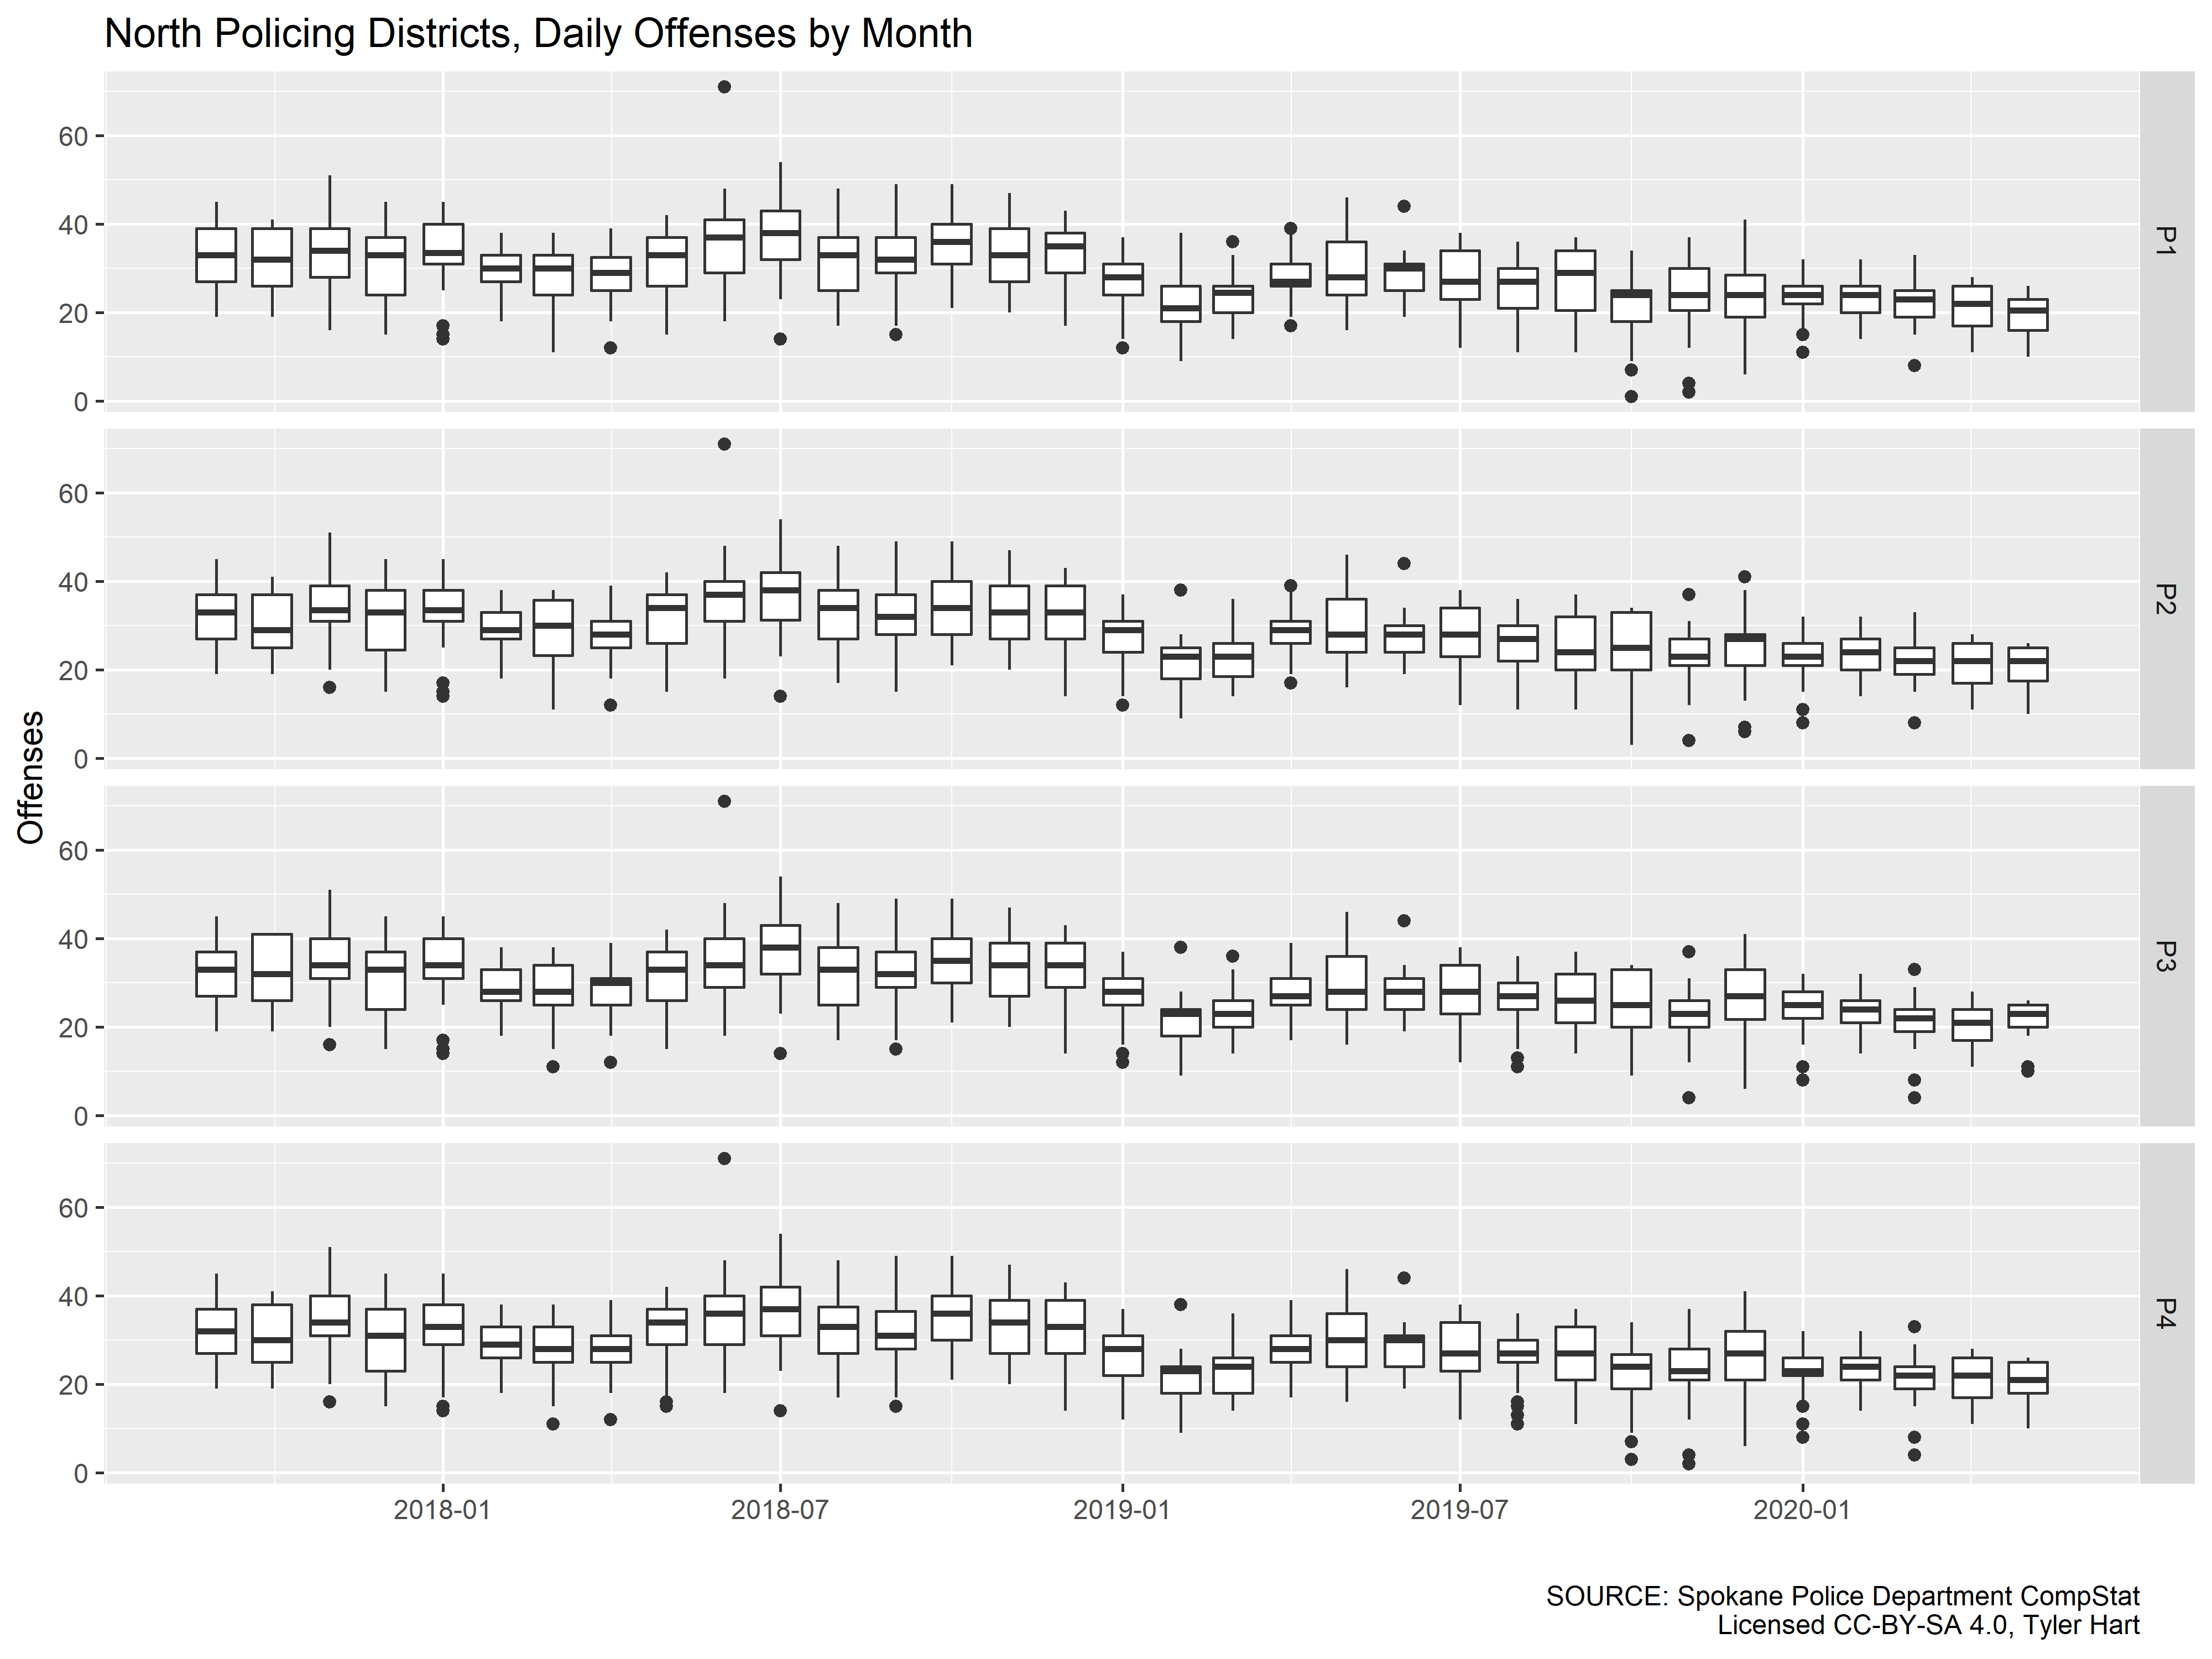 North Policing Districts, Daily Offenses by Month
Offenses
60
40
20
0
P1
60
40
20
0
P2
60
40
20
0
P3
60
40
20
0
P4
2018-01
2018-07
2019-01
2019-07
2020-01
SOURCE: Spokane Police Department CompStat
Licensed CC-BY-SA 4.0, Tyler Hart